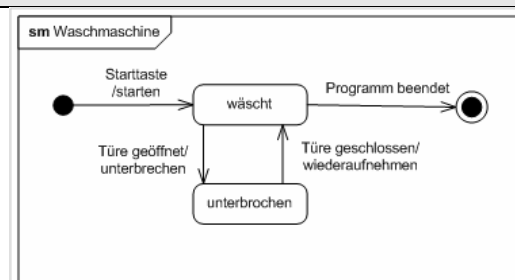 sm Waschmaschine
Starttaste
/starten
wäscht
Programm beendet
Türe geöffnet/
unterbrechen
Türe geschlossen/
wiederaufnehmen
unterbrochen